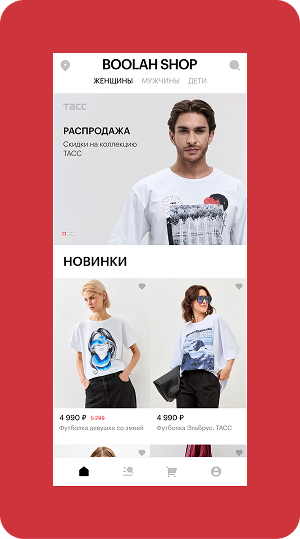 BOOLAH SHOP
ЖЕНЩИНЫ МУЖЧИНЫ ДЕТИ
ТАСС
РАСПРОДАЖА
Скидки на коллекцию
ТАСС
НОВИНКИ
4 990 ₽ 5 299
4 990 ₽
Футболка девушка со змеей
Футболка Эльбрус. ТАСС